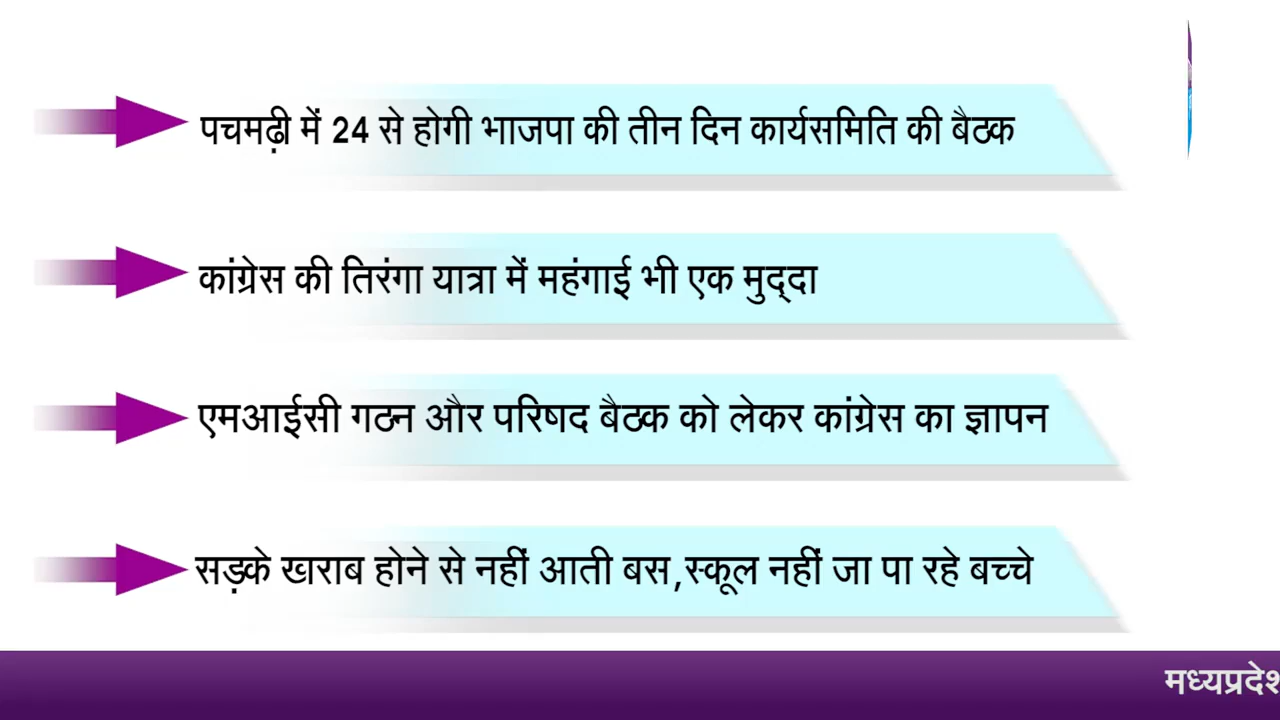 पचमढ़ी में 24 से होगी भाजपा की तीन दिन कार्यसमिति की बैठक
कांग्रेस की तिरंगा यात्रा में महंगाई भी एक मुद्‌दा
एमआईसी गठन और परिषद बैठक को लेकर कांग्रेस का ज्ञापन
सड़के खराब होने से नहीं आती बस,स्कूल नहीं जा पा रहे बच्चे
मध्यप्रदेश